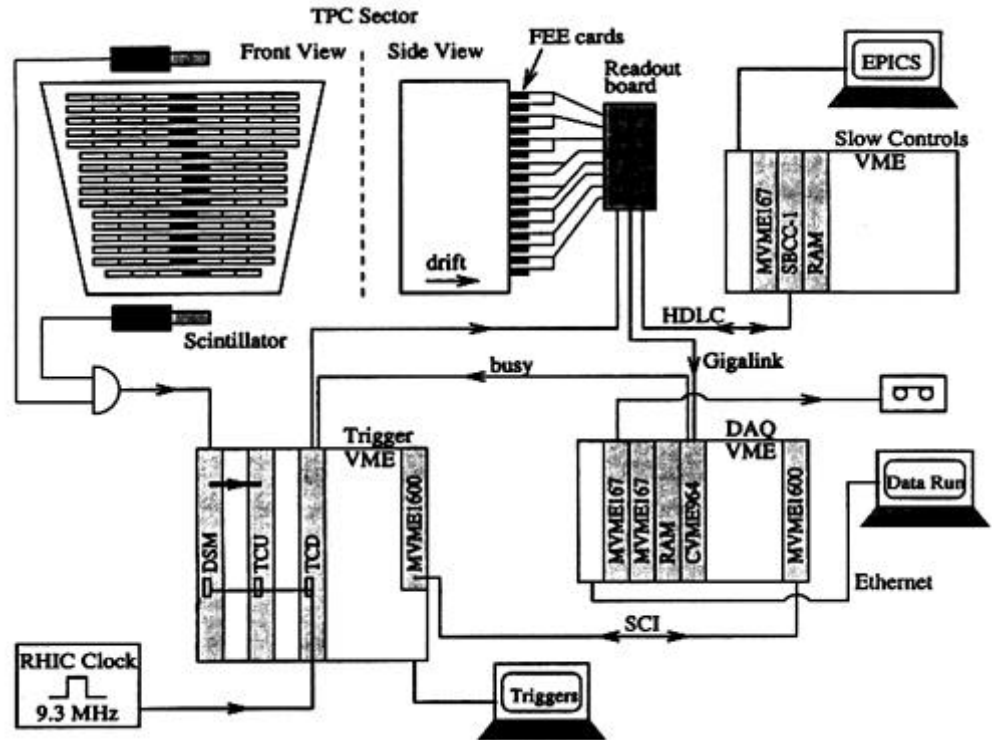 TPC Sector
Front View
Side View
FEE cards
Readout
board
EPICS
Slow Controls
VME
MVME167
SBCC-1
RAM
drift
Scintillator
HDLC
Gigalink
busy
Trigger
VME
DSM
TCU
TCD
MVME1600
DAQ
VME
MVME167
MVME167
RAM
CVME964
MVME1600
Data Run
Ethernet
SCI
RHIC Clock
9.3 MHz
Triggers